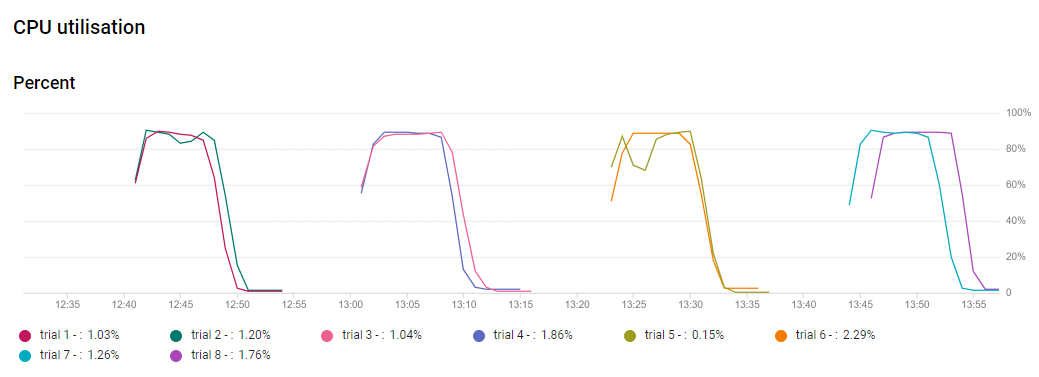 CPU utilisation
Percent
100%
80%
60%
40%
20%
0
12:35 12:40 12:45 12:50 12:55 13:00 13:05 13:10 13:15 13:20 13:25 13:30 13:35 13:40 13:45 13:50 13:55
trial 1 - : 1.03% trial 2 - : 1.20% trial 3 - : 1.04% trial 4 - : 1.86% trial 5 - : 0.15% trial 6 - : 2.29%
trial 7 - : 1.26% trial 8 - : 1.76%